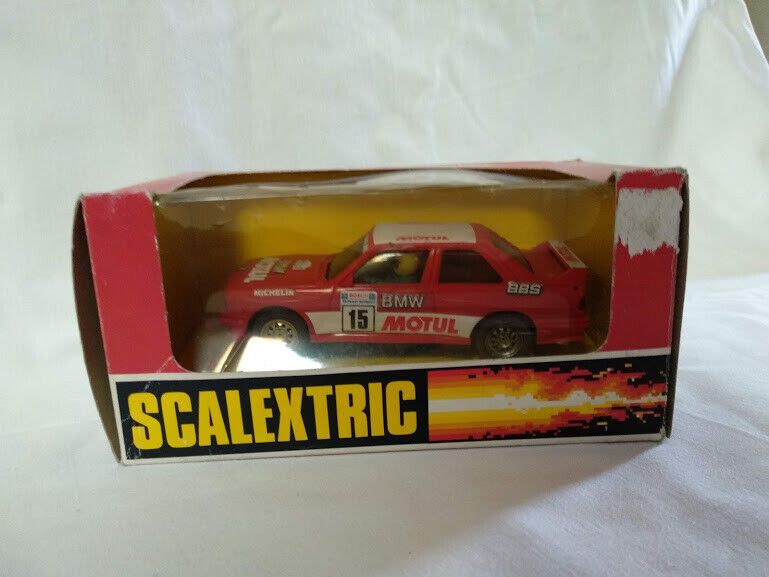 MOTUL
MICHELIN
BBS
BMW
15
MOTUL
SCALEXTRIC